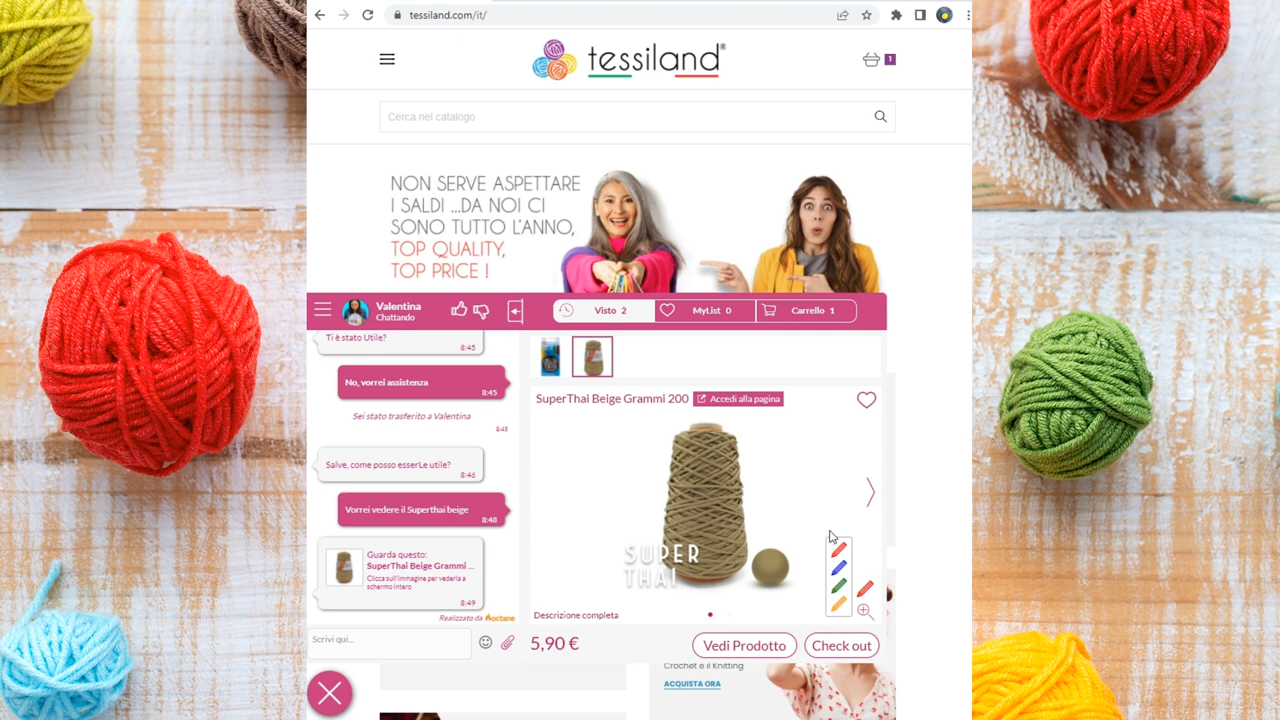 tessiland.com/it/
tessiland®
1
Cerca nel catalogo
NON SERVE ASPETTARE
I SALDI ...DA NOI CI
SONO TUTTO L'ANNO,
TOP QUALITY,
TOP PRICE !
Valentina
Chattando
Visto 2
MyList 0
Carrello 1
Ti è stato Utile?
8:45
No, vorrei assistenza
8:45
Sei stato trasferito a Valentina
8:45
Salve, come posso esserLe utile?
8:46
Vorrei vedere il Superthai beige
8:48
Guarda questo:
SuperThai Beige Grammi ...
Clicca sull'immagine per vederla a
schermo intero
8:49
Realizzato da Noctane
Scrivi qui...
SuperThai Beige Grammi 200
Accedi alla pagina
SUPER
THAI
Descrizione completa
5,90 €
Vedi Prodotto
Check out
Crochet e il Knitting
ACQUISTA ORA